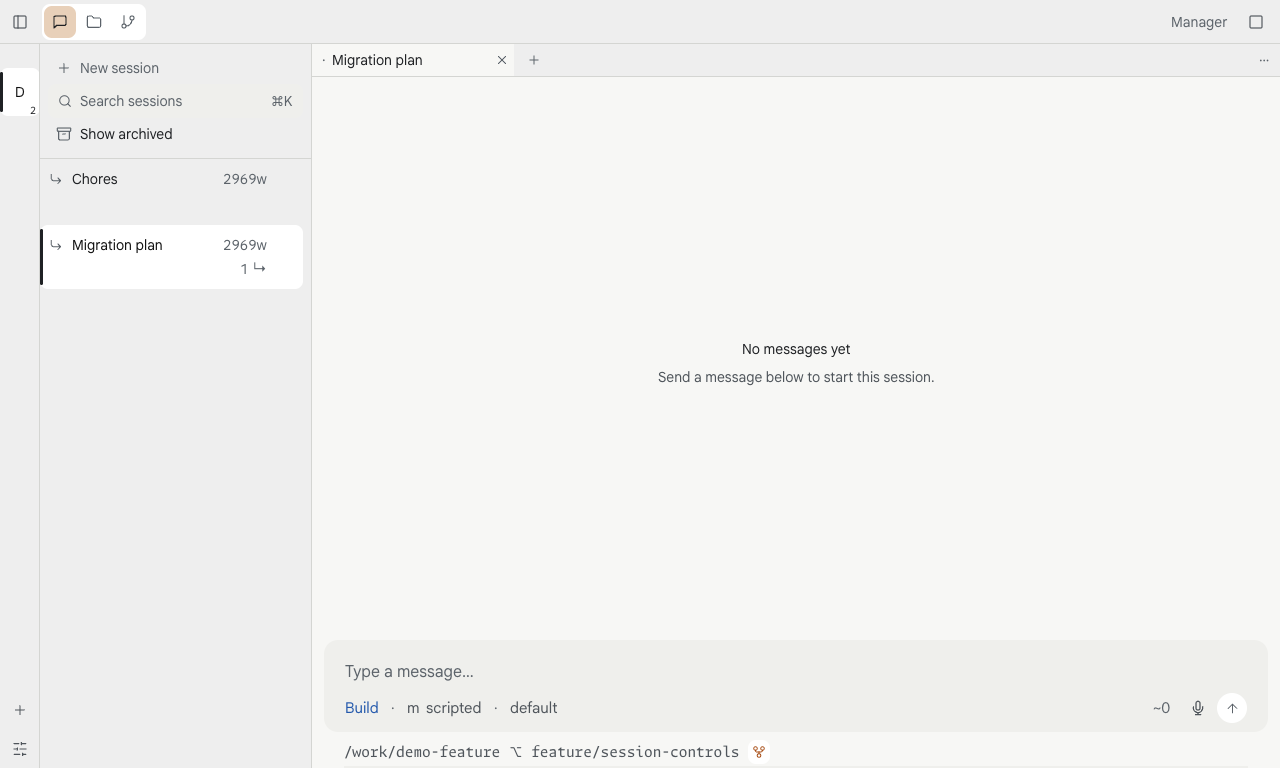 Manager
D
2
New session
Search sessions ⌘K
Show archived
Chores 2969w
Migration plan 2969w
1
· Migration plan
No messages yet
Send a message below to start this session.
Type a message...
Build · m scripted · default ~0
/work/demo-feature ⌥ feature/session-controls